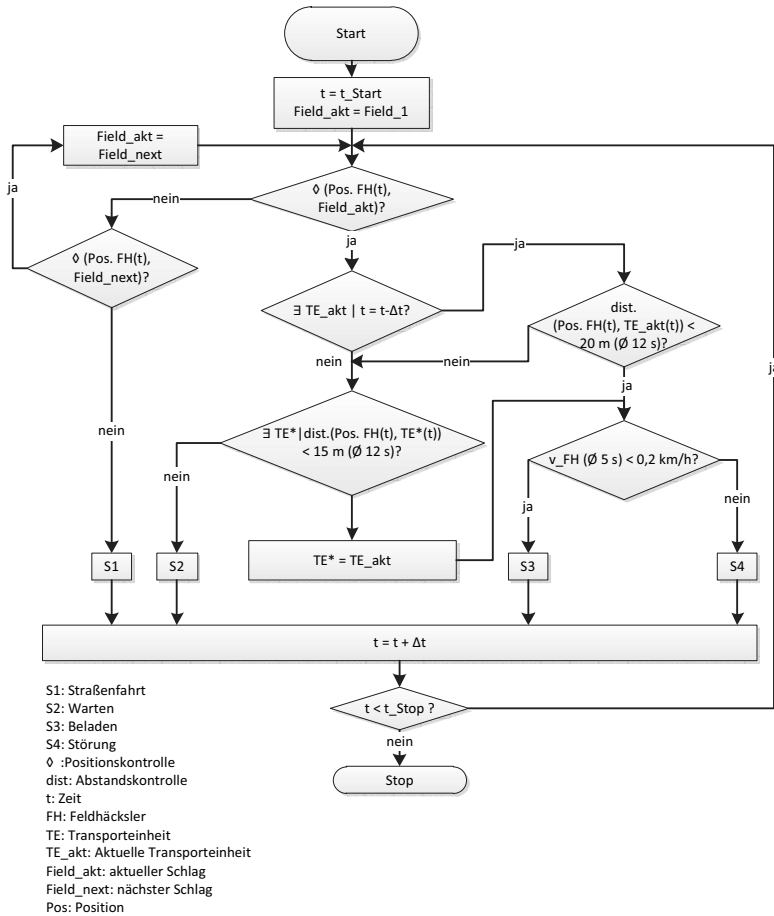 Start
t = t_Start
Field_akt = Field_1
Field_akt =
Field_next
ja
nein
◊ (Pos. FH(t),
Field_akt)?
ja
◊ (Pos. FH(t),
Field_next)?
ja
∃ TE_akt | t = t-Δt?
dist.
(Pos. FH(t), TE_akt(t)) <
20 m (Ø 12 s)?
nein
nein
ja
ja
nein
∃ TE*|dist.(Pos. FH(t), TE*(t))
< 15 m (Ø 12 s)?
v_FH (Ø 5 s) < 0,2 km/h?
nein
ja
nein
S1
S2
TE* = TE_akt
S3
S4
t = t + Δt
t < t_Stop ?
nein
Stop
S1: Straßenfahrt
S2: Warten
S3: Beladen
S4: Störung
◊ :Positionskontrolle
dist: Abstandskontrolle
t: Zeit
FH: Feldhäcksler
TE: Transporteinheit
TE_akt: Aktuelle Transporteinheit
Field_akt: aktueller Schlag
Field_next: nächster Schlag
Pos: Position